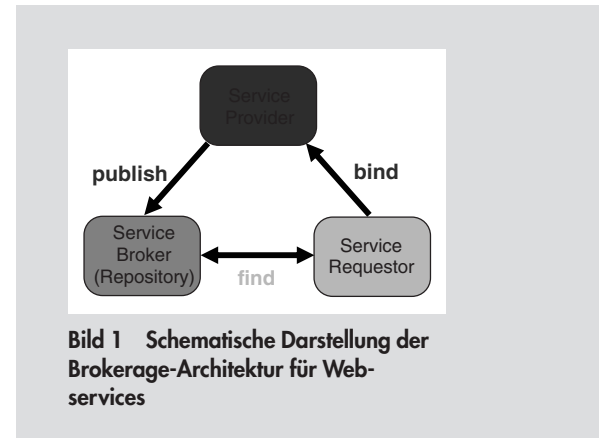 Service
Provider
publish
bind
Service
Broker
(Repository)
find
Service
Requestor
Bild 1 Schematische Darstellung der
Brokerage-Architektur für Web-
services